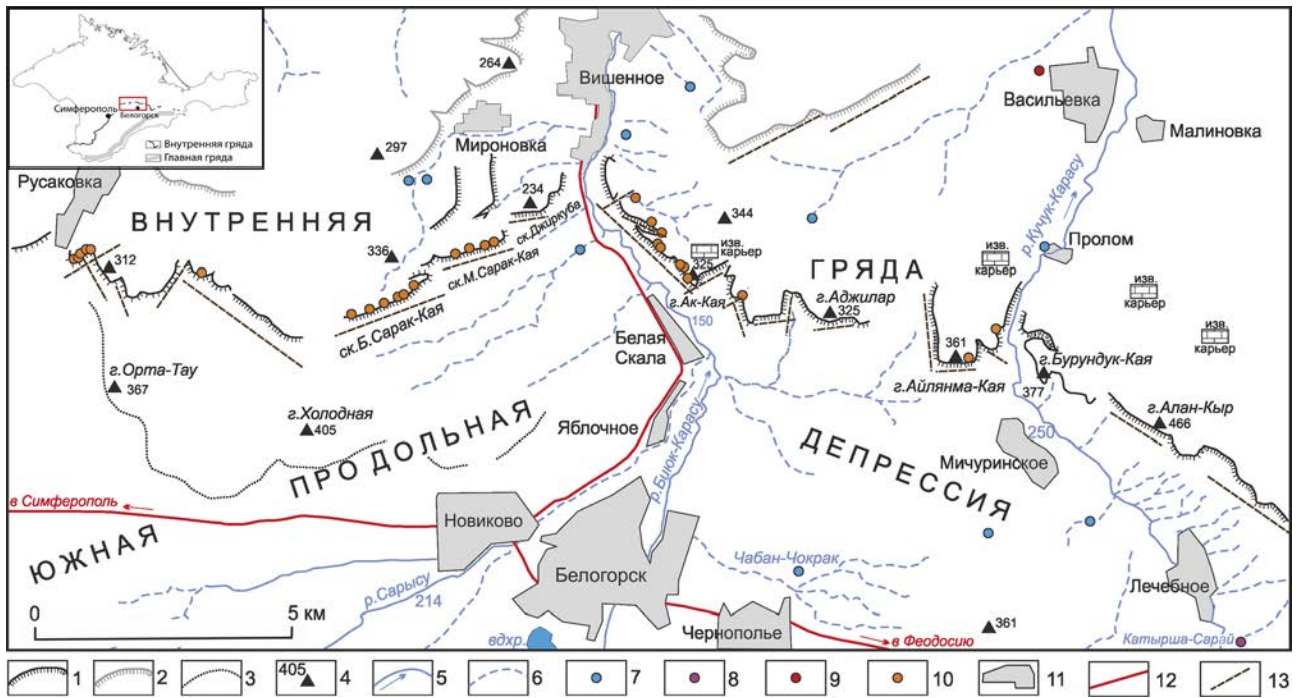 Симферополь
Белогорск
Внутренняя гряда
Главная гряда
264
Вишенное
Васильевка
Малиновка
297
Мироновка
Русаковка
ВНУТРЕННЯЯ
234
ск.Джиркуба
344
р.Кучук-Карасу
Пролом
336
ск.М.Сарак-Кая
изв.
карьер
325
ГРЯДА
изв.
карьер
312
ск.Б.Сарак-Кая
г.Ак-Кая
г.Аджилар
325
изв.
карьер
150
Белая
Скала
361
г.Бурундук-Кая
изв.
карьер
г.Орта-Тау
367
г.Айлянма-Кая
377
г.Холодная
405
Яблочное
г.Алан-Кыр
466
250
ПРОДОЛЬНАЯ
р.Биюк-Карасу
ДЕПРЕССИЯ
Мичуринское
в Симферополь
Новиково
ЮЖНАЯ
Белогорск
Чабан-Чокрак
Лечебное
р.Сарысу
214
0
5 км
вдхр.
Чернополье
361
в Феодосию
Катырша-Сарай
1
2
3
405
4
5
6
7
8
9
10
11
12
13